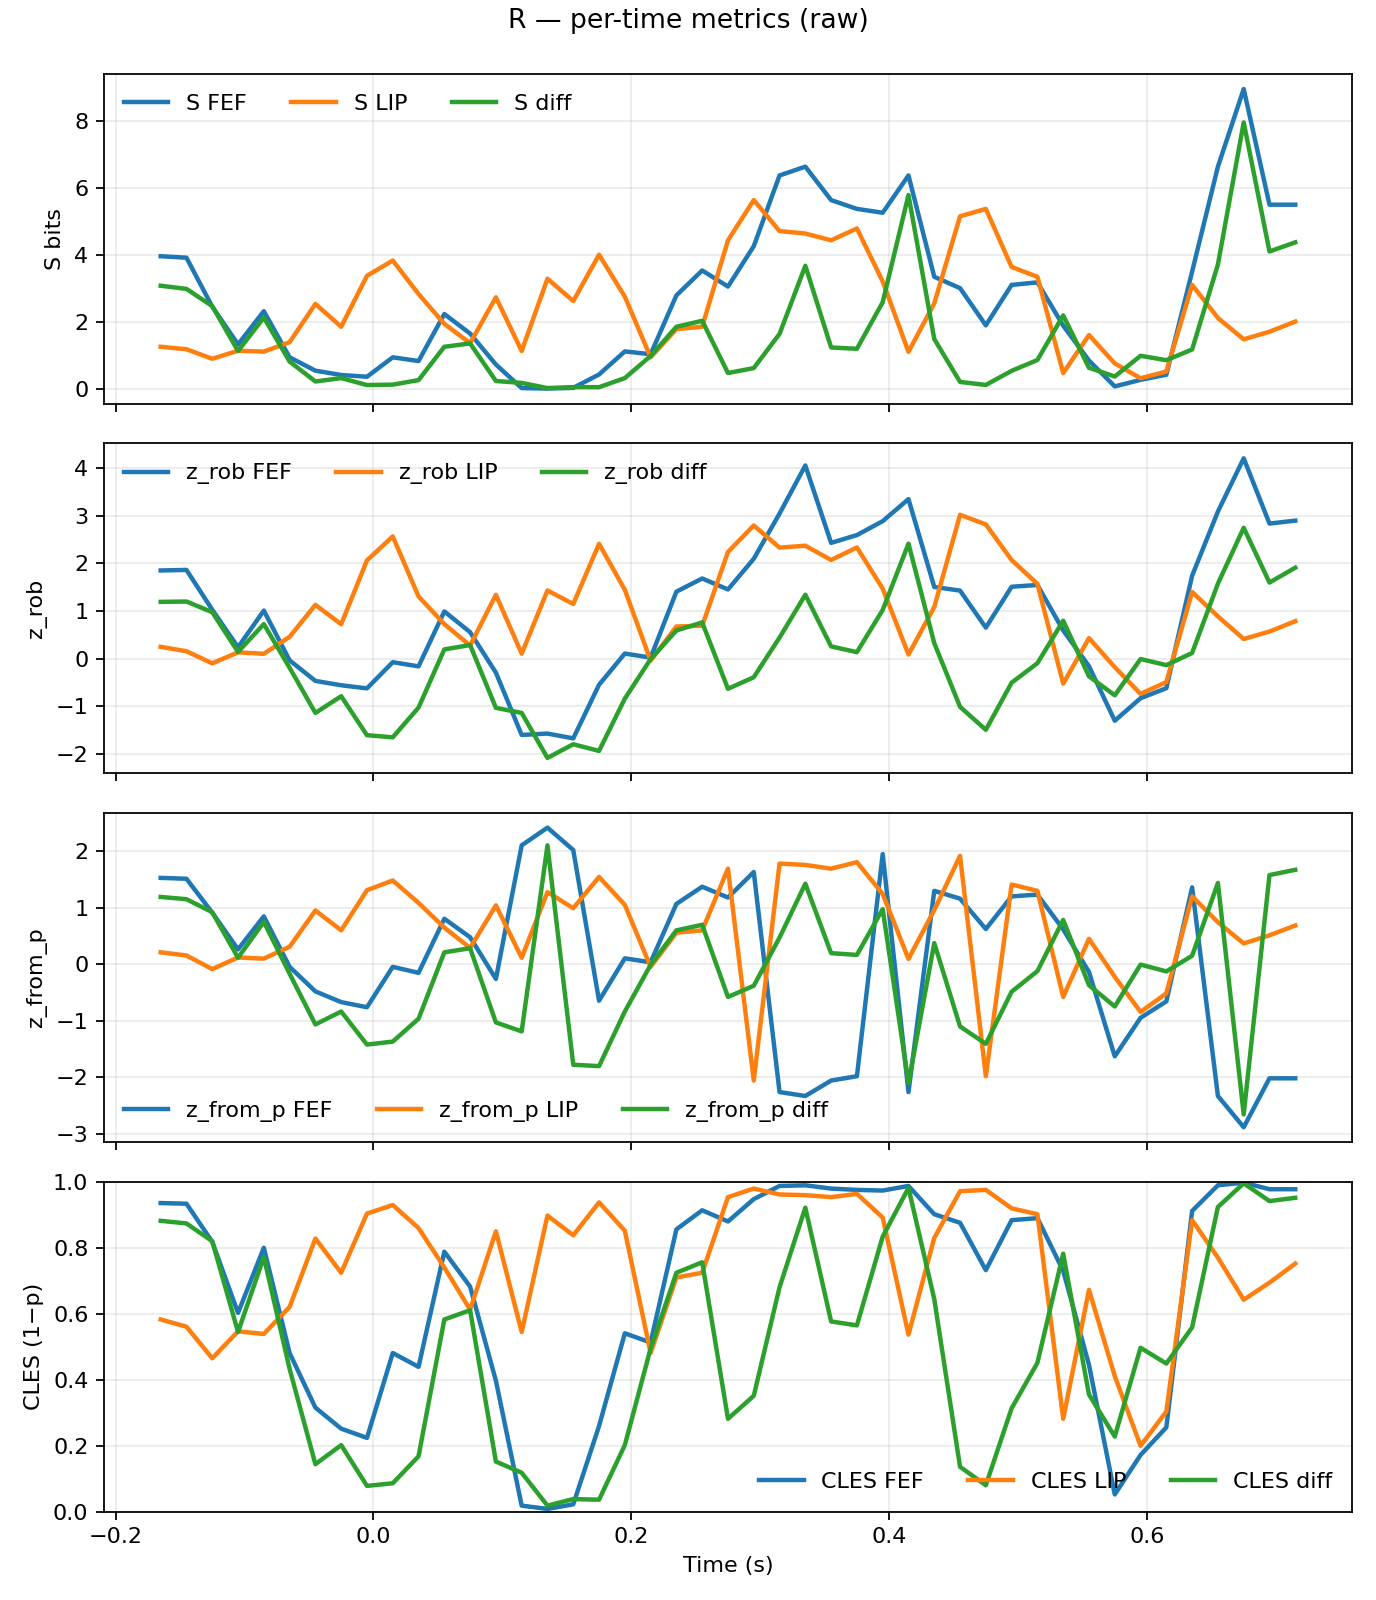 R — per-time metrics (raw)
S FEF S LIP S diff
8
6
4
2
0
S bits
z_rob FEF z_rob LIP z_rob diff
4
3
2
1
0
−1
−2
z_rob
2
1
0
−1
−2
−3
z_from_p
z_from_p FEF z_from_p LIP z_from_p diff
1.0
0.8
0.6
0.4
0.2
0.0
CLES (1−p)
CLES FEF CLES LIP CLES diff
−0.2 0.0 0.2 0.4 0.6
Time (s)